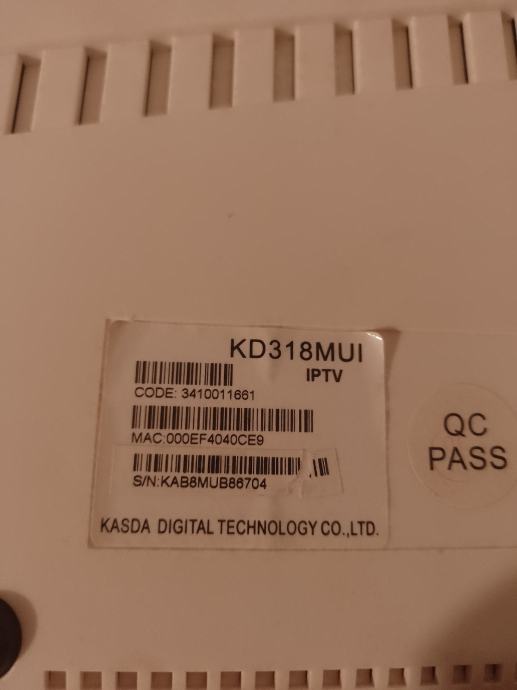 KD318MUI
IPTV
CODE: 3410011661
MAC:000EF4040CE9
S/N:KAB8MUB86704
KASDA DIGITAL TECHNOLOGY CO.,LTD.
QC
PASS